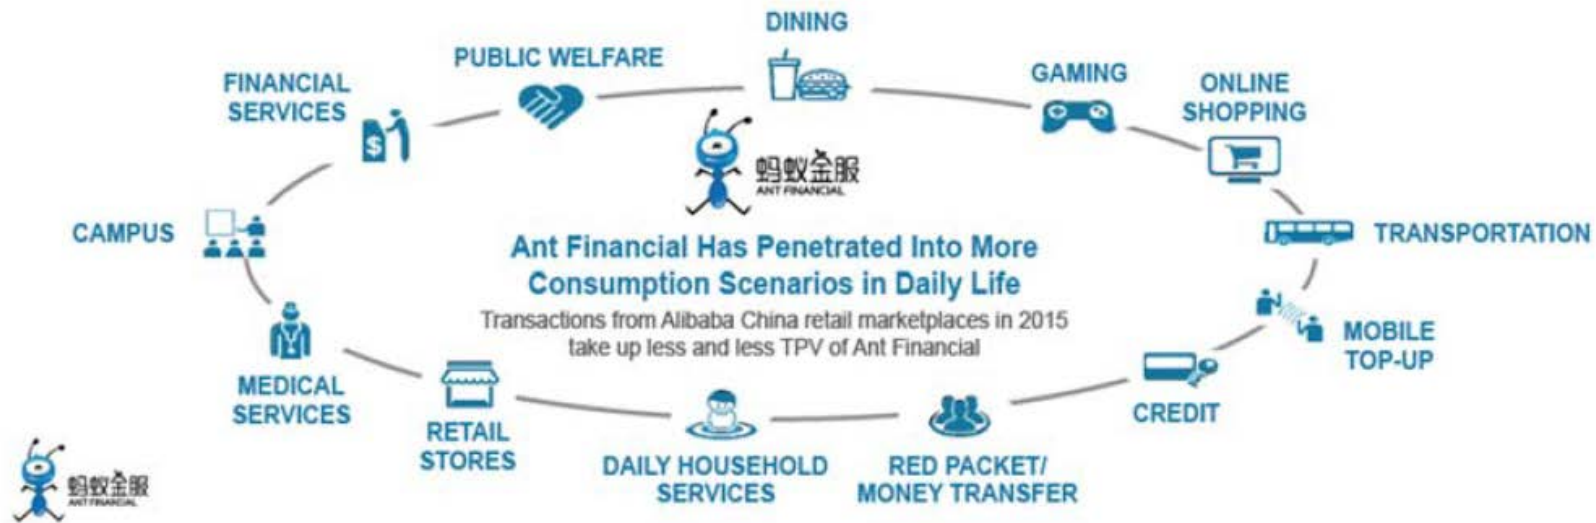 DINING
PUBLIC WELFARE
GAMING
FINANCIAL
SERVICES
ONLINE
SHOPPING
$
蚂蚁金服
ANT FINANCIAL
CAMPUS
TRANSPORTATION
Ant Financial Has Penetrated Into More
Consumption Scenarios in Daily Life
Transactions from Alibaba China retail marketplaces in 2015
take up less and less TPV of Ant Financial
MOBILE
TOP-UP
MEDICAL
SERVICES
CREDIT
RETAIL
STORES
DAILY HOUSEHOLD
SERVICES
RED PACKET/
MONEY TRANSFER
蚂蚁金服
ANT FINANCIAL